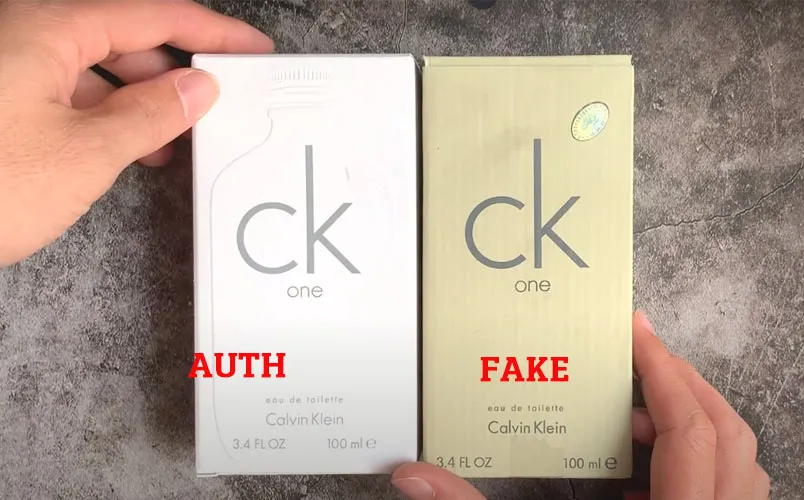 ck
one
AUTH
eau de toilette
Calvin Klein
3.4 FL OZ 100 ml e
ck
one
FAKE
eau de toilette
Calvin Klein
3.4 FL OZ 100 ml e